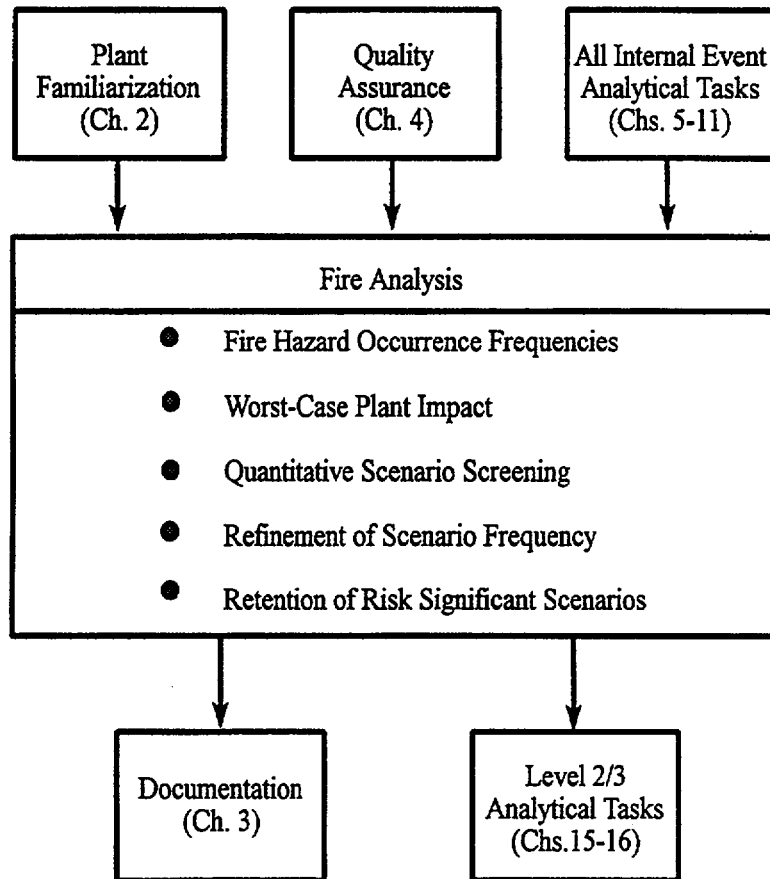 Plant
Familiarization
(Ch. 2)
Quality
Assurance
(Ch. 4)
All Internal Event
Analytical Tasks
(Chs. 5-11)
Fire Analysis
● Fire Hazard Occurrence Frequencies
● Worst-Case Plant Impact
● Quantitative Scenario Screening
● Refinement of Scenario Frequency
● Retention of Risk Significant Scenarios
Documentation
(Ch. 3)
Level 2/3
Analytical Tasks
(Chs.15-16)